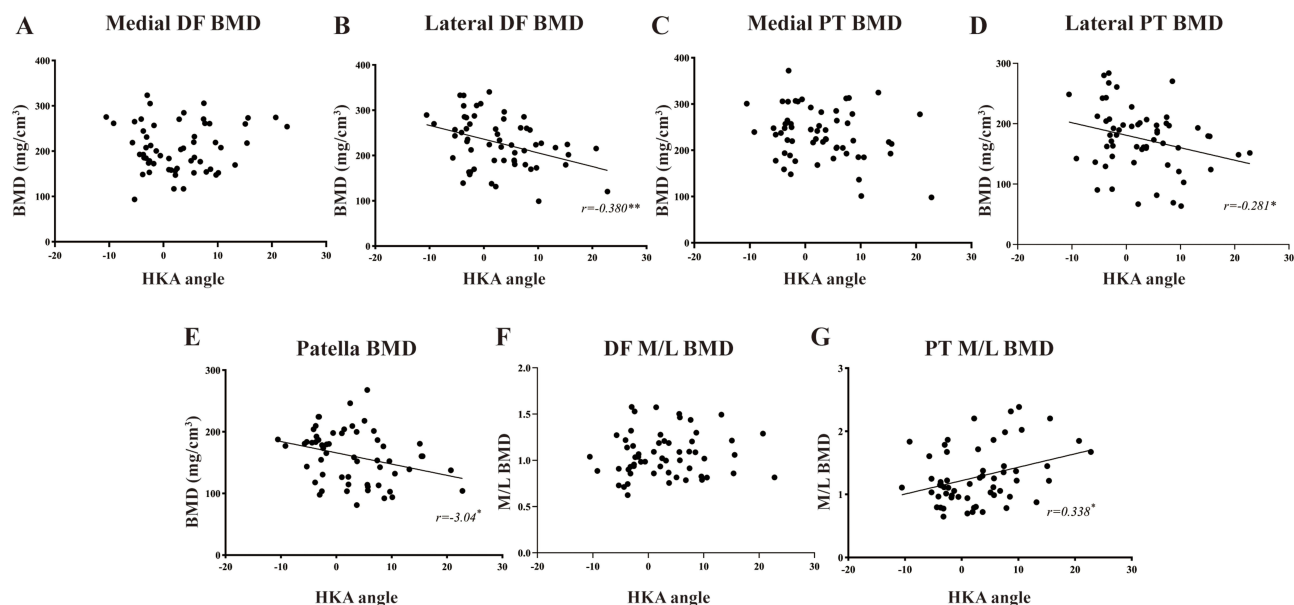 A Medial DF BMD
BMD (mg/cm³)
400
300
200
100
0
-20 -10 0 10 20 30
HKA angle
B Lateral DF BMD
BMD (mg/cm³)
400
300
200
100
0
-20 -10 0 10 20 30
HKA angle
r=-0.380**
C Medial PT BMD
BMD (mg/cm³)
400
300
200
100
0
-20 -10 0 10 20 30
HKA angle
D Lateral PT BMD
BMD (mg/cm³)
300
200
100
0
-20 -10 0 10 20 30
HKA angle
r=-0.281*
E Patella BMD
BMD (mg/cm³)
300
200
100
0
-20 -10 0 10 20 30
HKA angle
r=-3.04*
F DF M/L BMD
M/L BMD
2.0
1.5
1.0
0.5
0.0
-20 -10 0 10 20 30
HKA angle
G PT M/L BMD
M/L BMD
3
2
1
0
-20 -10 0 10 20 30
HKA angle
r=0.338*